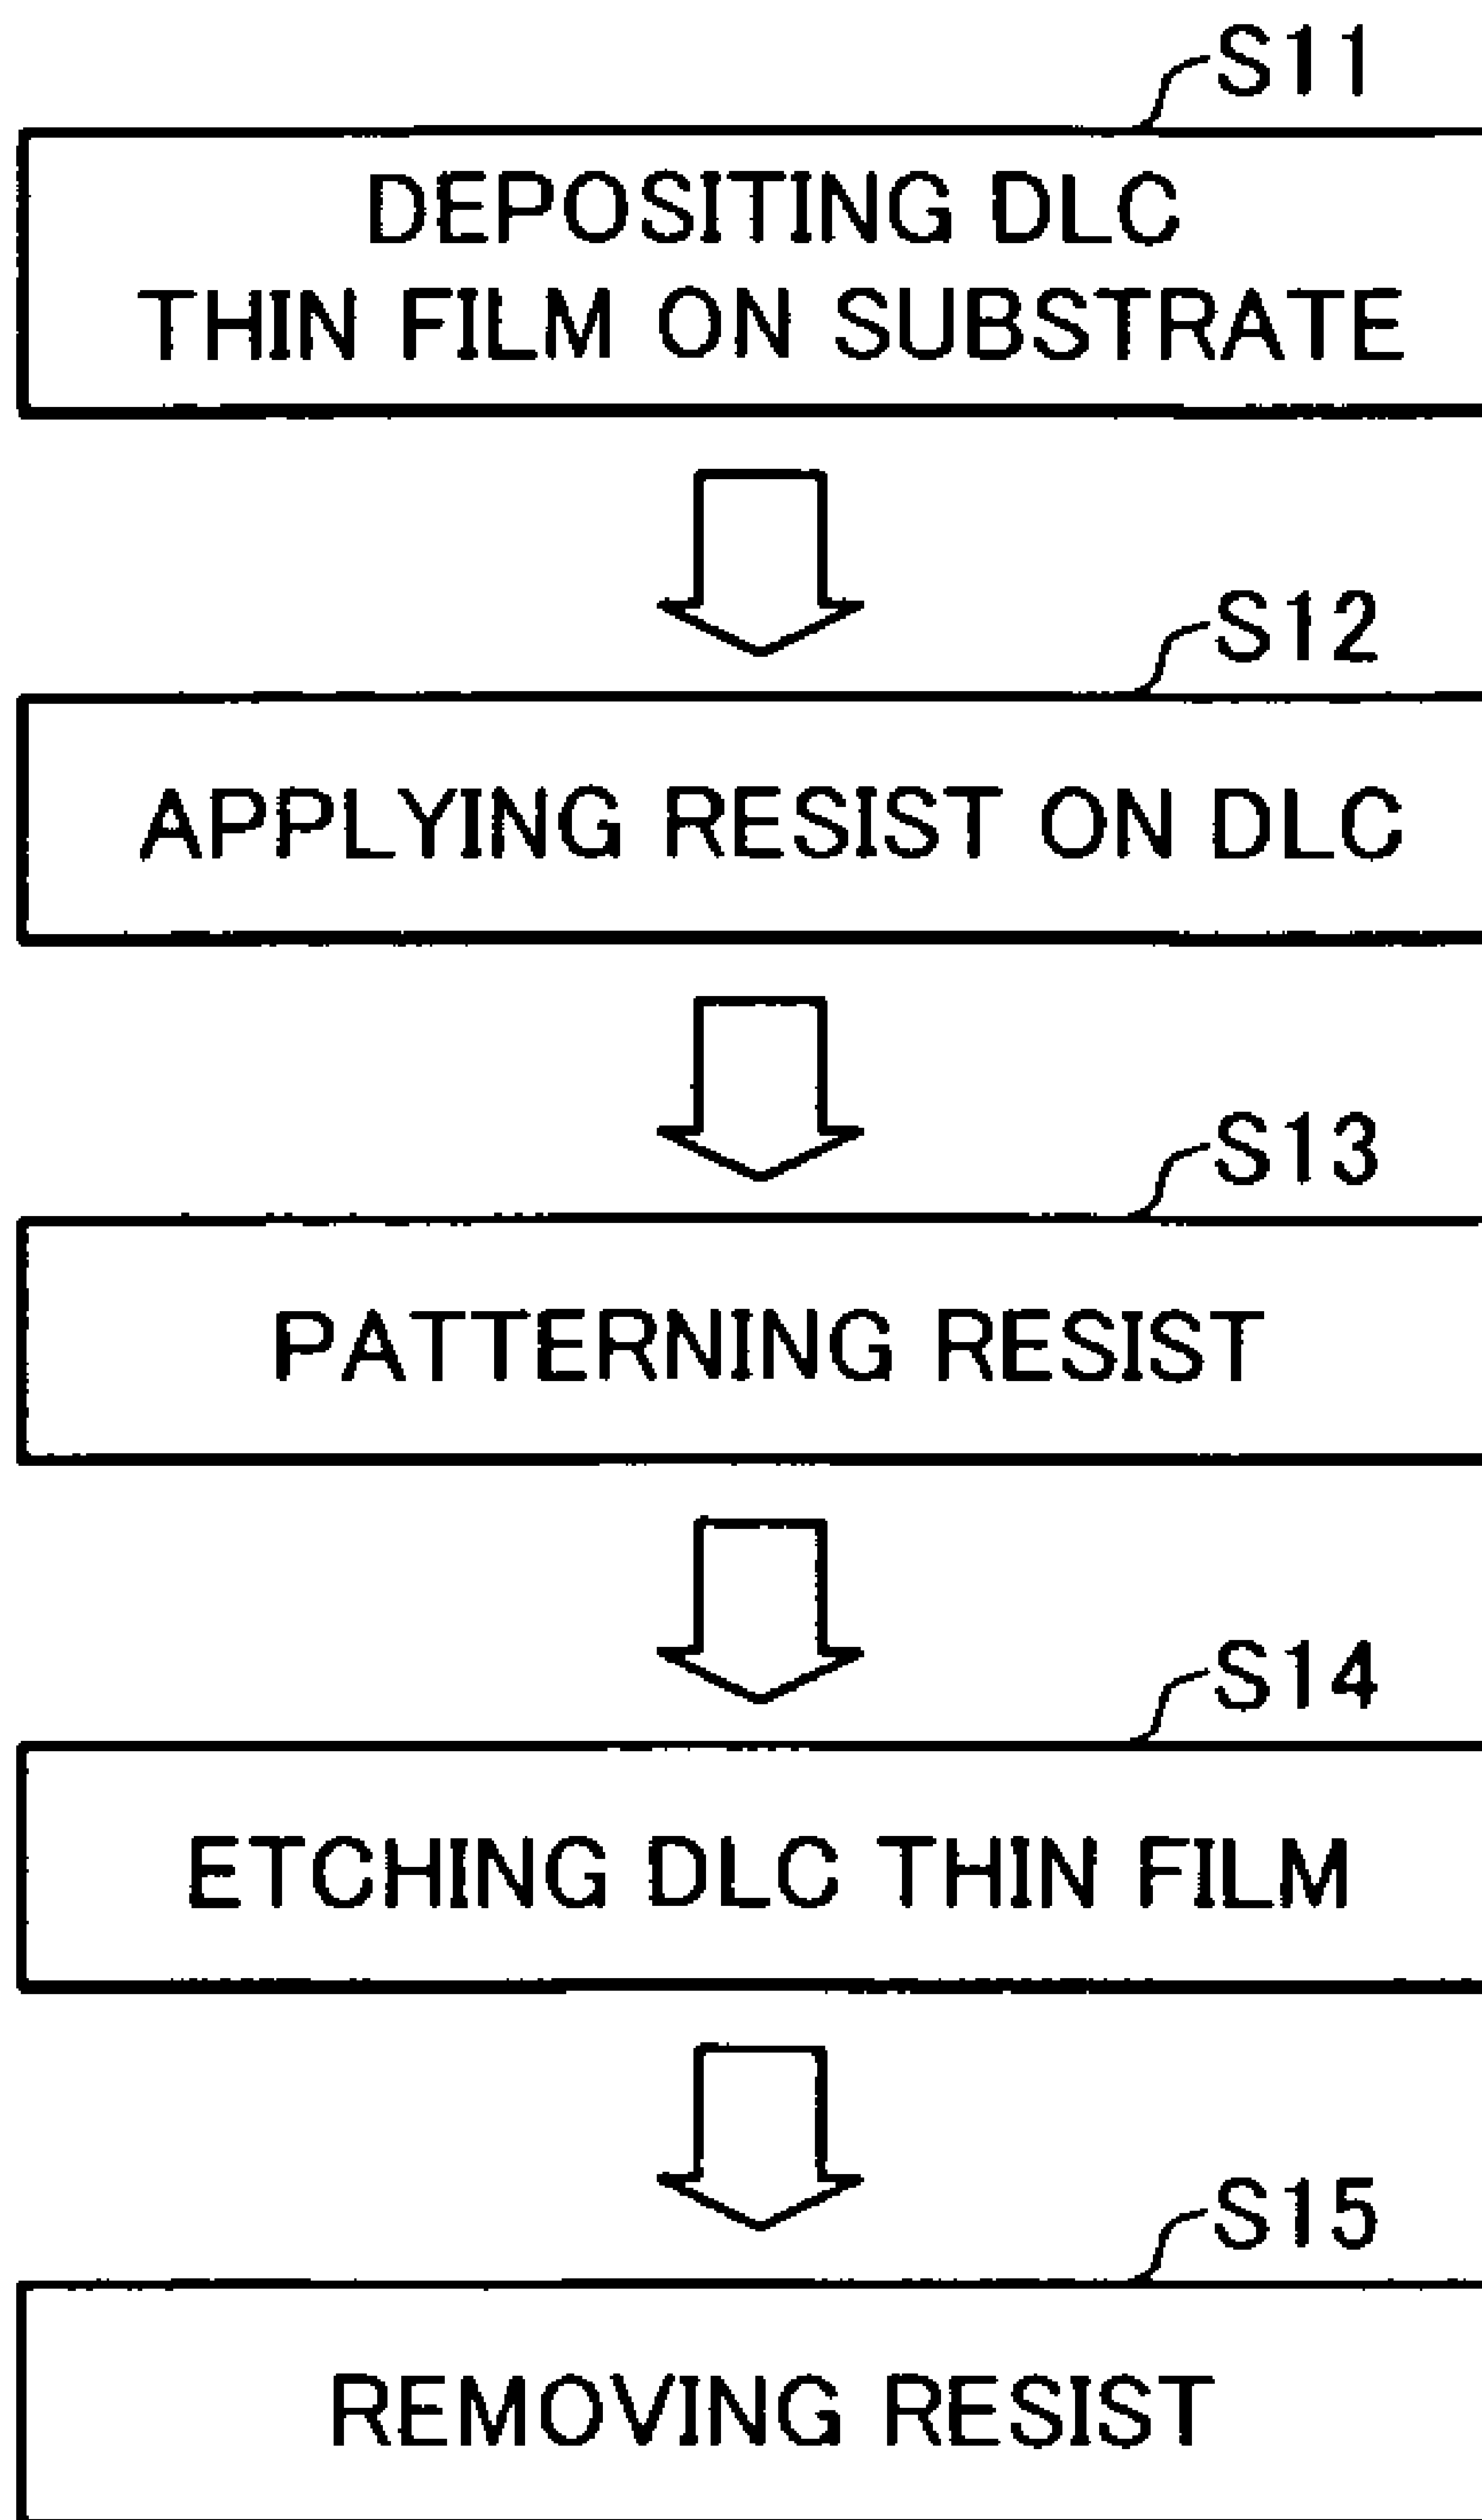 S11
DEPOSITING DLC
THIN FILM ON SUBSTRATE
S12
APPLYING RESIST ON DLC
S13
PATTERNING RESIST
S14
ETCHING DLC THIN FILM
S15
REMOVING RESIST